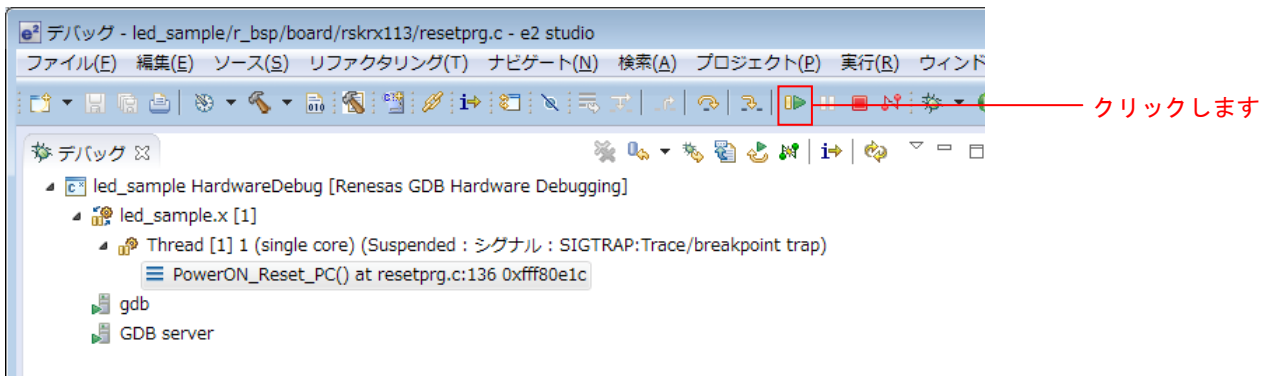 デバッグ - led_sample/r_bsp/board/rskrx113/resetprg.c - e2 studio
ファイル(F) 編集(E) ソース(S) リファクタリング(T) ナビゲート(N) 検索(A) プロジェクト(P) 実行(R) ウィンド
クリックします
デバッグ
led_sample HardwareDebug [Renesas GDB Hardware Debugging]
led_sample.x [1]
Thread [1] 1 (single core) (Suspended : シグナル : SIGTRAP:Trace/breakpoint trap)
PowerON_Reset_PC() at resetprg.c:136 0xfff80e1c
gdb
GDB server